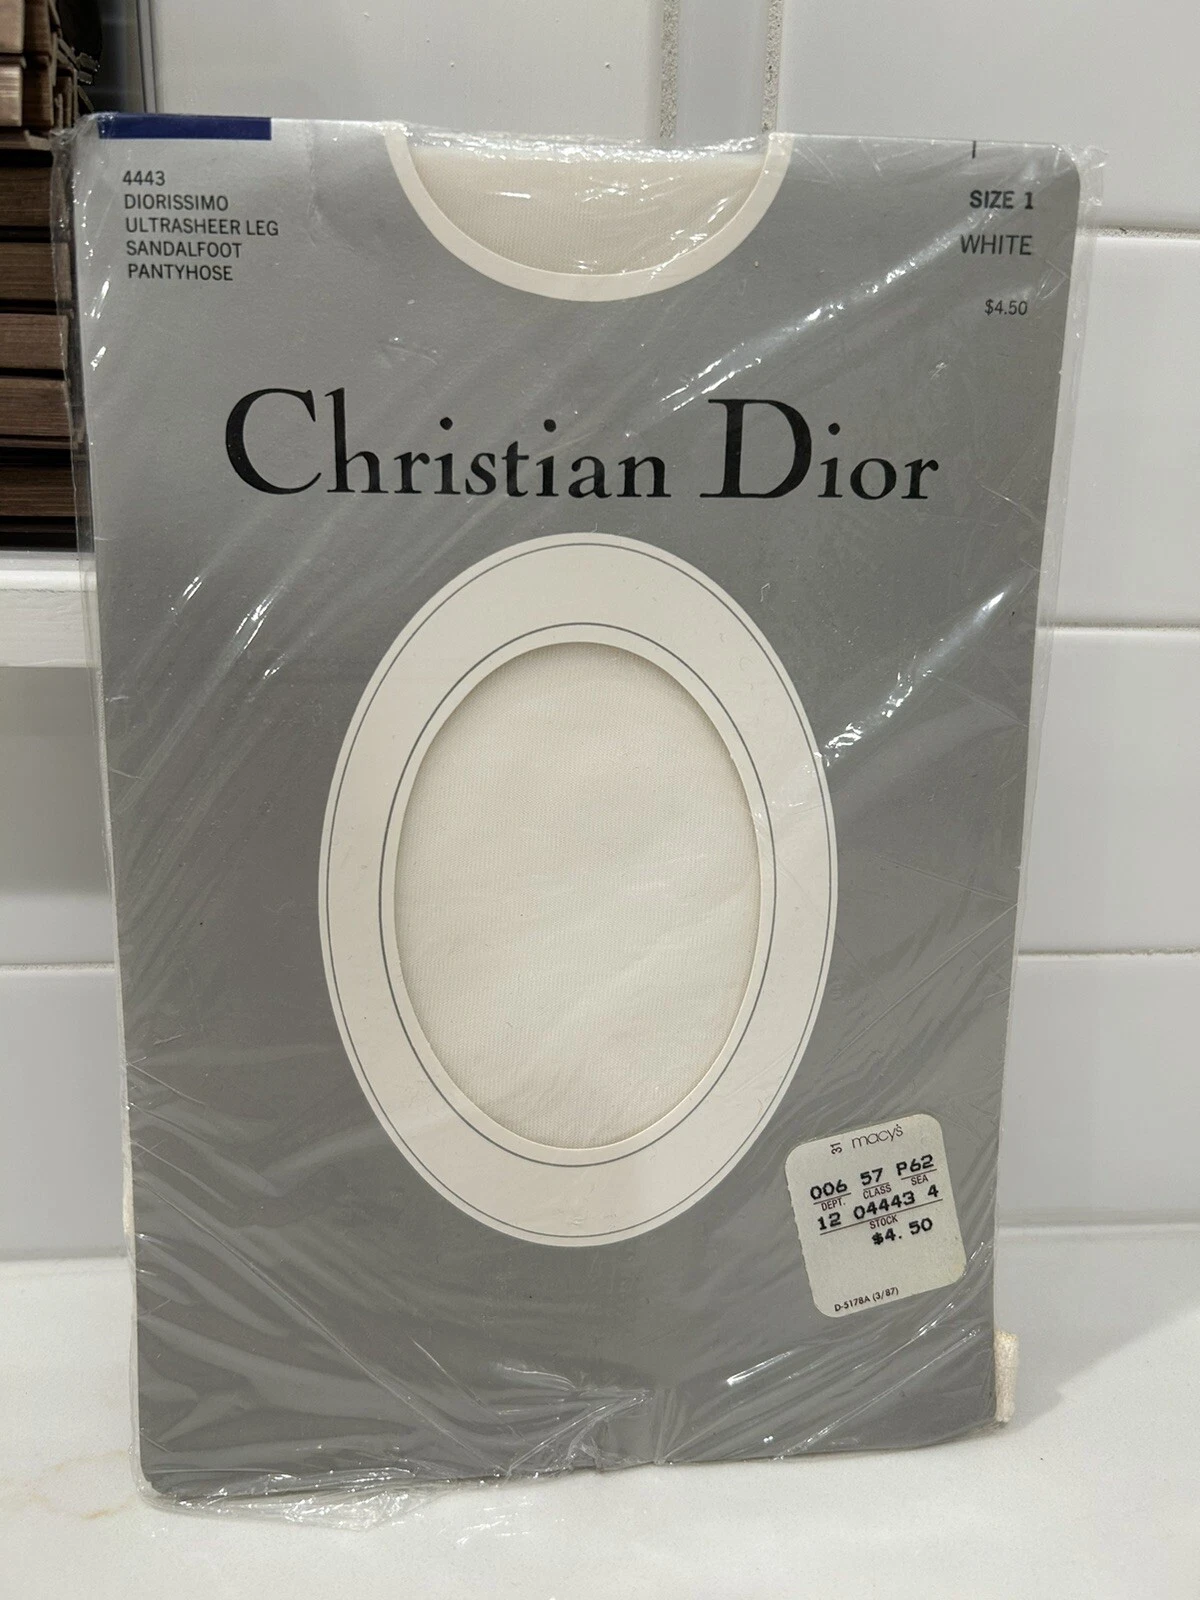 4443
DIORISSIMO
ULTRASHEER LEG
SANDALFOOT
PANTYHOSE
SIZE 1
WHITE
$4.50
Christian Dior
31 macy's
006 57 P62
DEPT. CLASS SEA
12 04443 4
STOCK
$4.50
D-5178A (3/87)